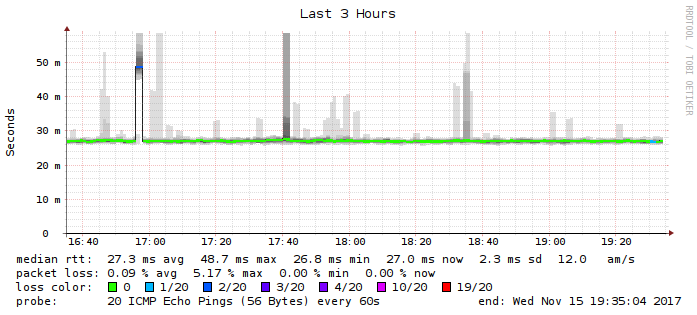 Last 3 Hours
RRDTOOL / TOBI OETIKER
Seconds
50 m
40 m
30 m
20 m
10 m
0
16:40 17:00 17:20 17:40 18:00 18:20 18:40 19:00 19:20
median rtt: 27.3 ms avg 48.7 ms max 26.8 ms min 27.0 ms now 2.3 ms sd 12.0 am/s
packet loss: 0.09 % avg 5.17 % max 0.00 % min 0.00 % now
loss color: 0 1/20 2/20 3/20 4/20 10/20 19/20
probe: 20 ICMP Echo Pings (56 Bytes) every 60s end: Wed Nov 15 19:35:04 2017